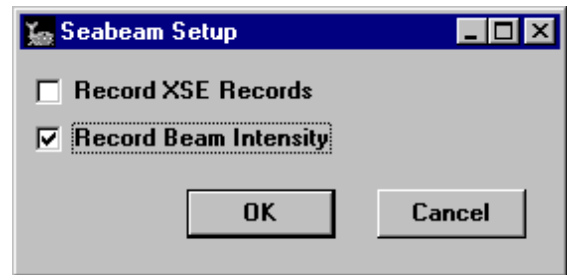 Seabeam Setup
Record XSE Records
Record Beam Intensity
OK Cancel